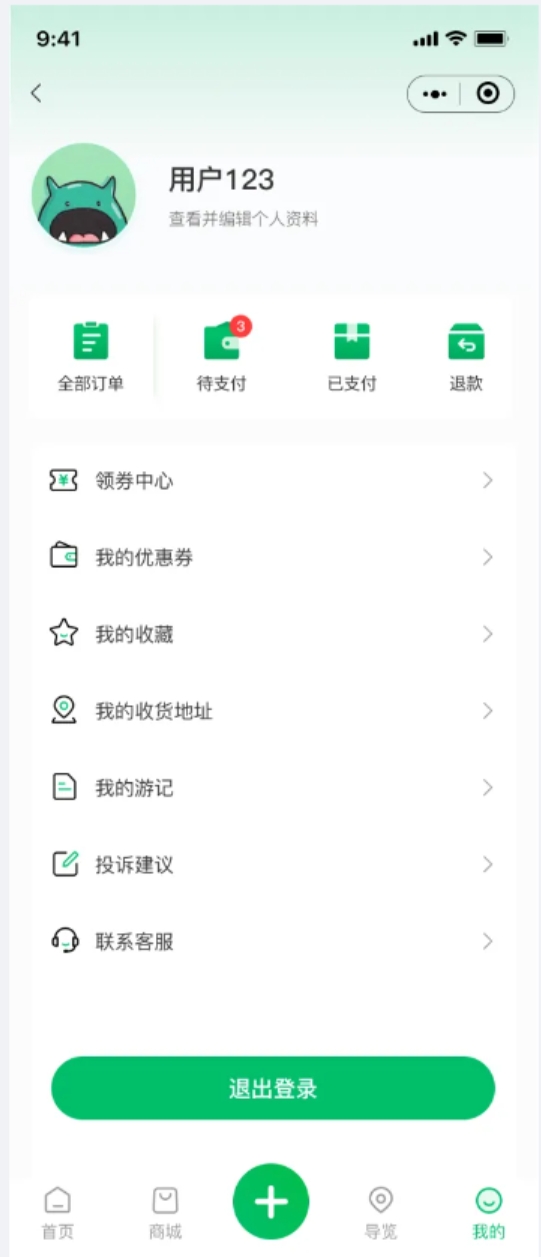 9:41
用户123
查看并编辑个人资料
3
全部订单 待支付 已支付 退款
领券中心
我的优惠券
我的收藏
我的收货地址
我的游记
投诉建议
联系客服
退出登录
首页 商城 导览 我的